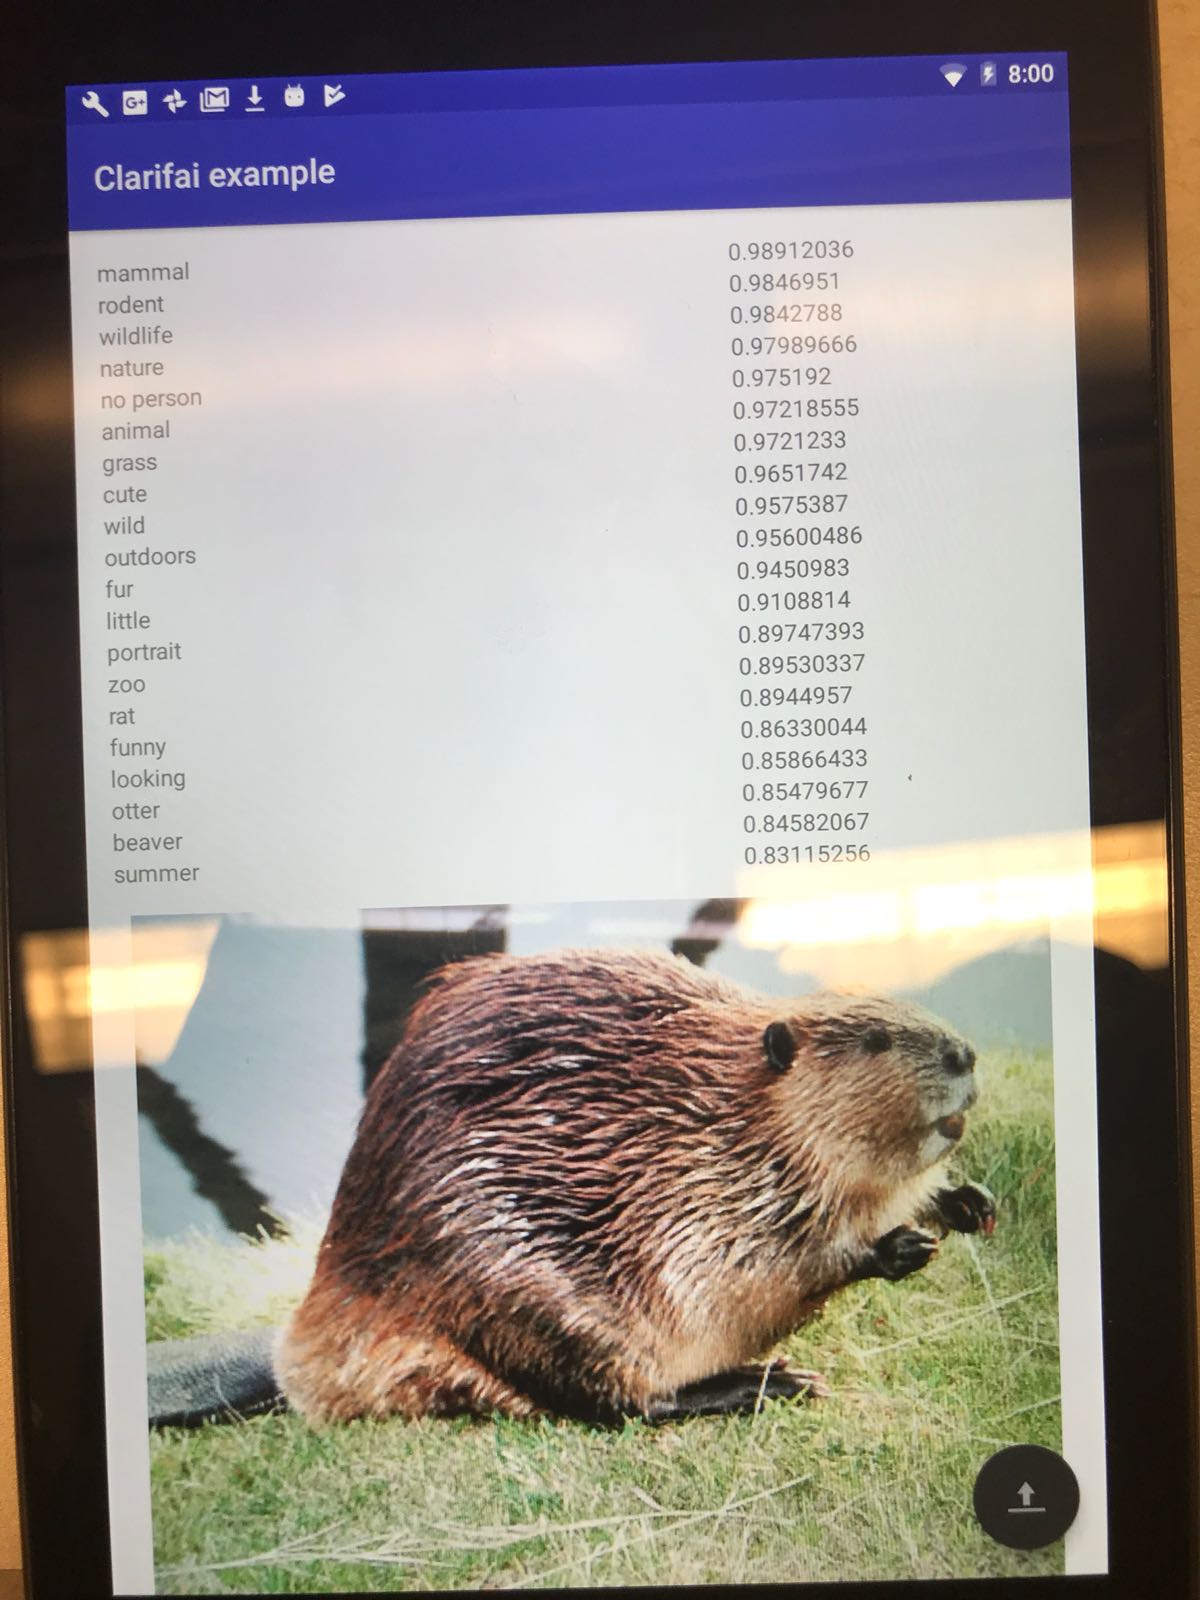 8:00
Clarifai example
mammal 0.98912036
rodent 0.9846951
wildlife 0.9842788
nature 0.97989666
no person 0.975192
animal 0.97218555
grass 0.9721233
cute 0.9651742
wild 0.9575387
outdoors 0.95600486
fur 0.9450983
little 0.9108814
portrait 0.89747393
zoo 0.89530337
rat 0.8944957
funny 0.86330044
looking 0.85866433
otter 0.85479677
beaver 0.84582067
summer 0.83115256